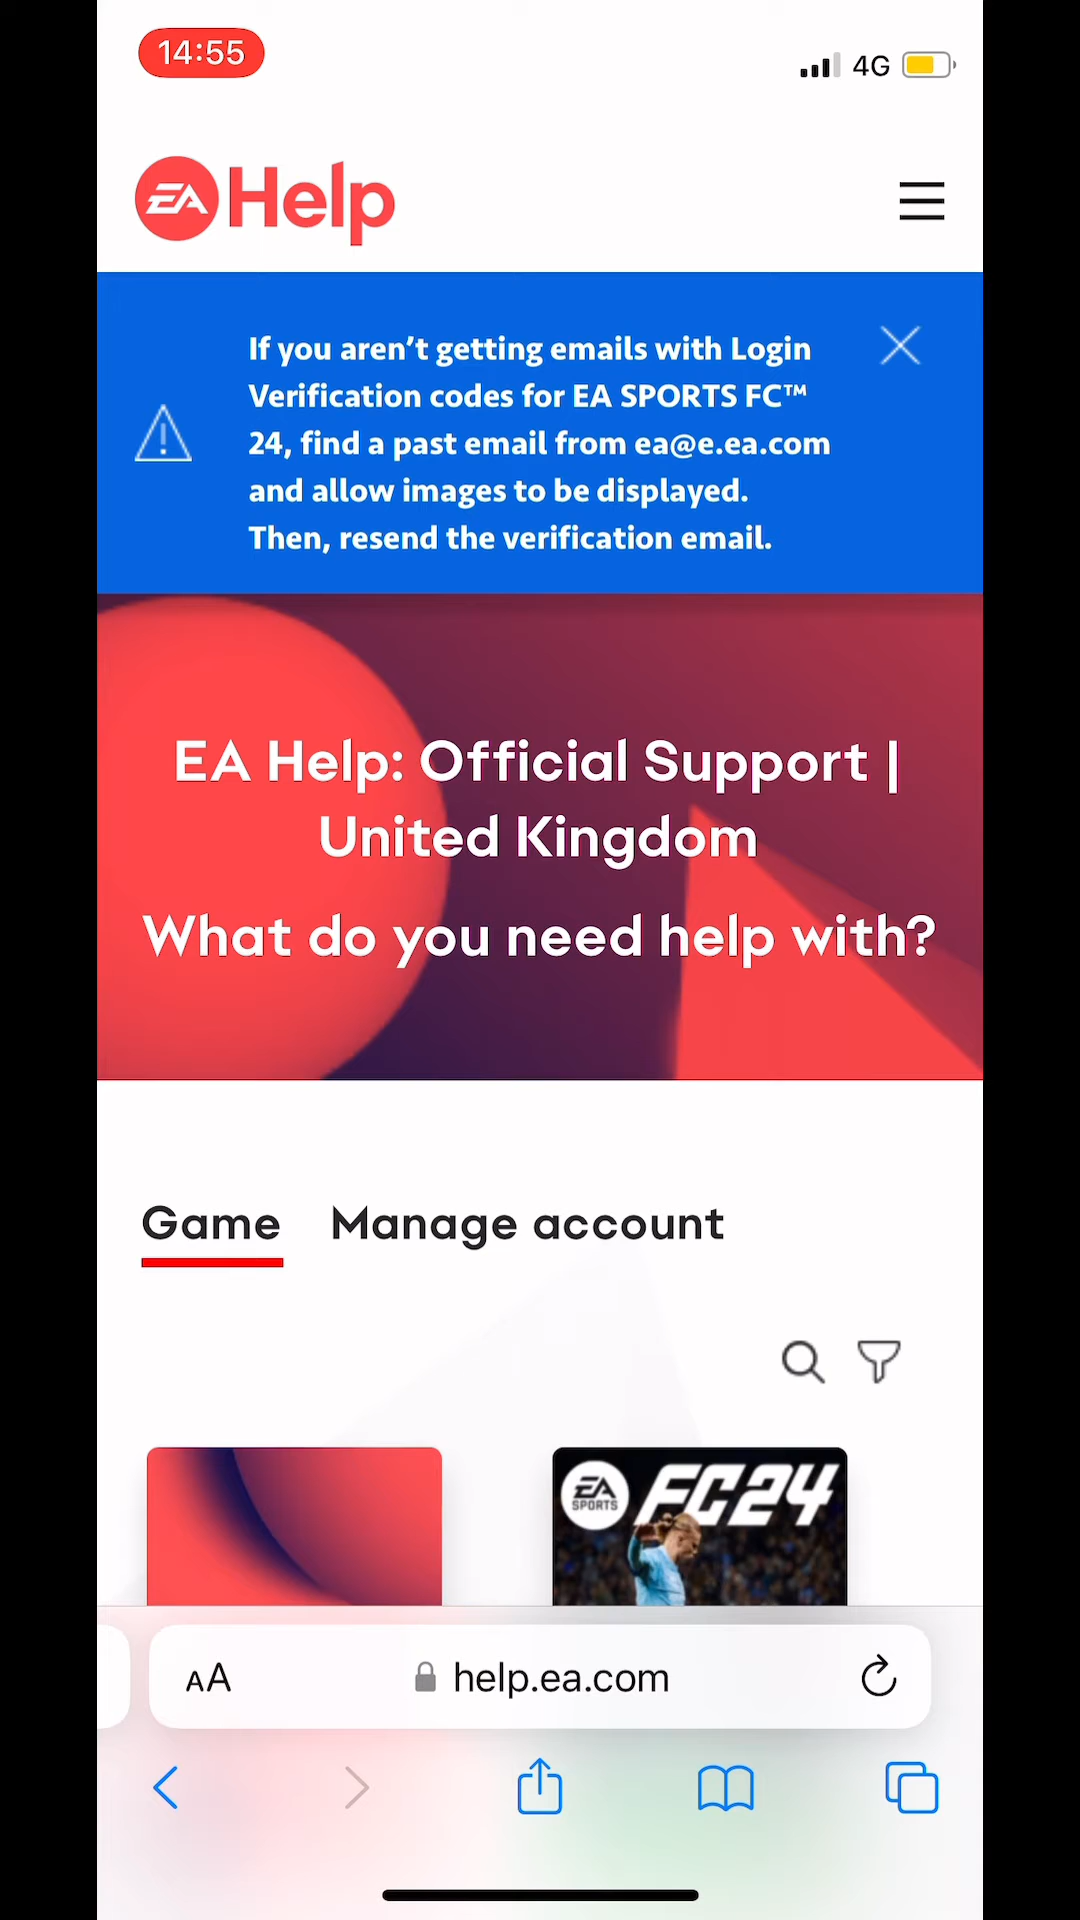 14:55
4G
EA Help
If you aren't getting emails with Login
Verification codes for EA SPORTS FC™
24, find a past email from ea@e.ea.com
and allow images to be displayed.
Then, resend the verification email.
EA Help: Official Support |
United Kingdom
What do you need help with?
Game Manage account
EA SPORTS FC24
AA help.ea.com